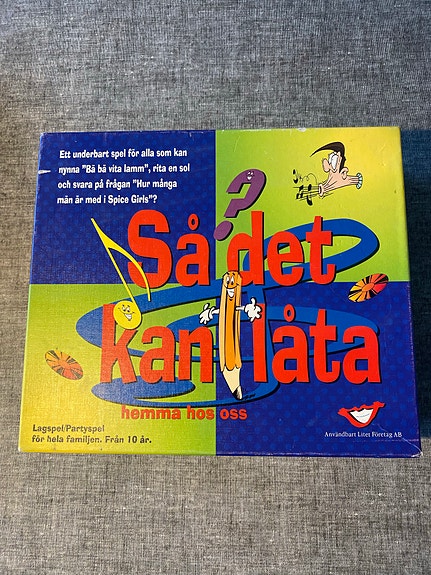 Ett underbart spel för alla som kan
nynna "Bä bä vita lamm", rita en sol
och svara på frågan "Hur många
män är med i Spice Girls"?
?
Så det
kan låta
hemma hos oss
Lagspel/Partyspel
för hela familjen. Från 10 år.
Användbart Litet Företag AB